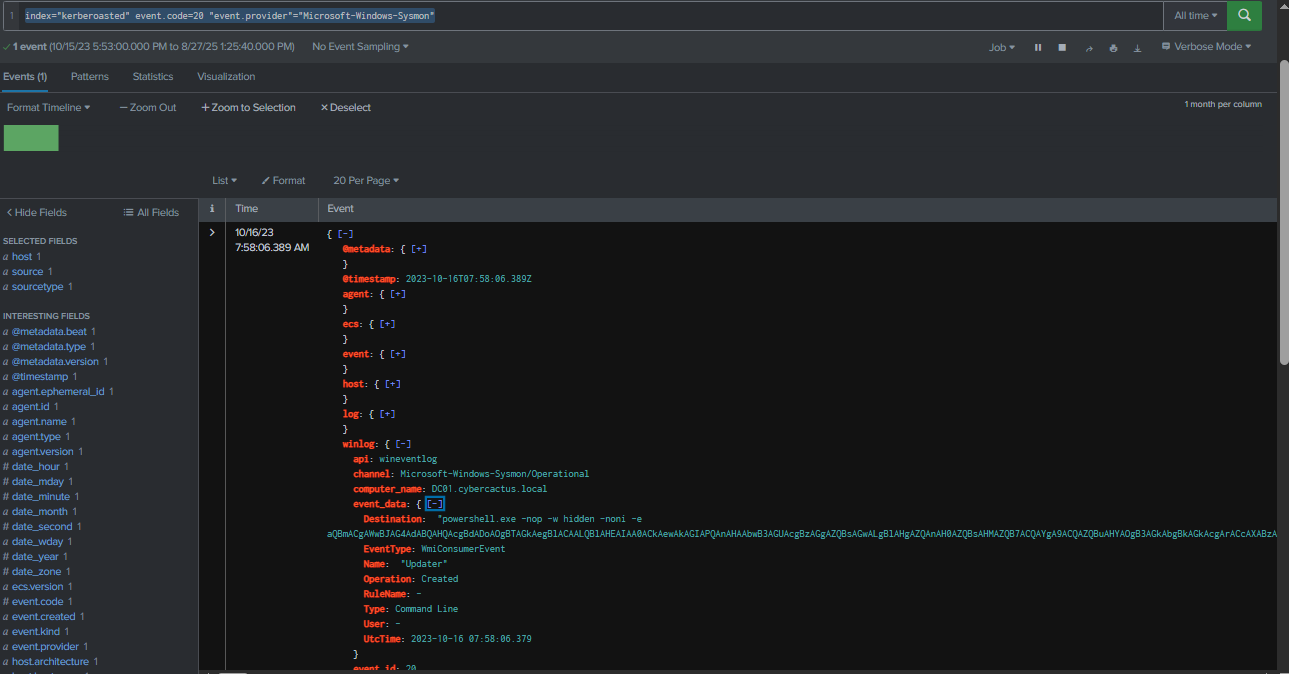 1 index="kerberoasted" event.code=20 "event.provider"="Microsoft-Windows-Sysmon"
All time
1 event (10/15/23 5:53:00.000 PM to 8/27/25 1:25:40.000 PM) No Event Sampling
Job Verbose Mode
Events (1) Patterns Statistics Visualization
Format Timeline — Zoom Out + Zoom to Selection × Deselect
1 month per column
List Format 20 Per Page
< Hide Fields All Fields
i Time Event
SELECTED FIELDS
a host 1
a source 1
a sourcetype 1
INTERESTING FIELDS
a @metadata.beat 1
a @metadata.type 1
a @metadata.version 1
a @timestamp 1
a agent.ephemeral_id 1
a agent.id 1
a agent.name 1
a agent.type 1
a agent.version 1
# date_hour 1
# date_mday 1
# date_minute 1
a date_month 1
# date_second 1
a date_wday 1
# date_year 1
# date_zone 1
a ecs.version 1
# event.code 1
a event.created 1
a event.kind 1
a event.provider 1
a host.architecture 1
> 10/16/23
7:58:06.389 AM
{ [-]
@metadata: { [+]
}
@timestamp: 2023-10-16T07:58:06.389Z
agent: { [+]
}
ecs: { [+]
}
event: { [+]
}
host: { [+]
}
log: { [+]
}
winlog: { [-]
api: wineventlog
channel: Microsoft-Windows-Sysmon/Operational
computer_name: DC01.cybercactus.local
event_data: { [-]
Destination: "powershell.exe -nop -w hidden -noni -e
EventType: WmiConsumerEvent
Name: "Updater"
Operation: Created
RuleName: -
Type: Command Line
User: -
UtcTime: 2023-10-16 07:58:06.379
}
event_id: 20